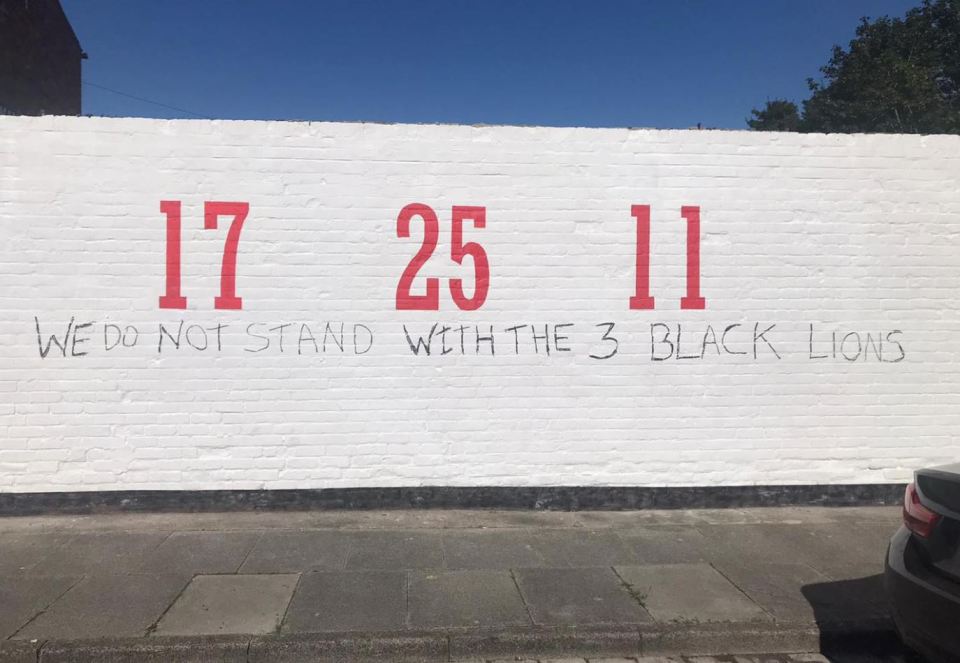 17 25 11
WE DO NOT STAND WITH THE 3 BLACK LIONS